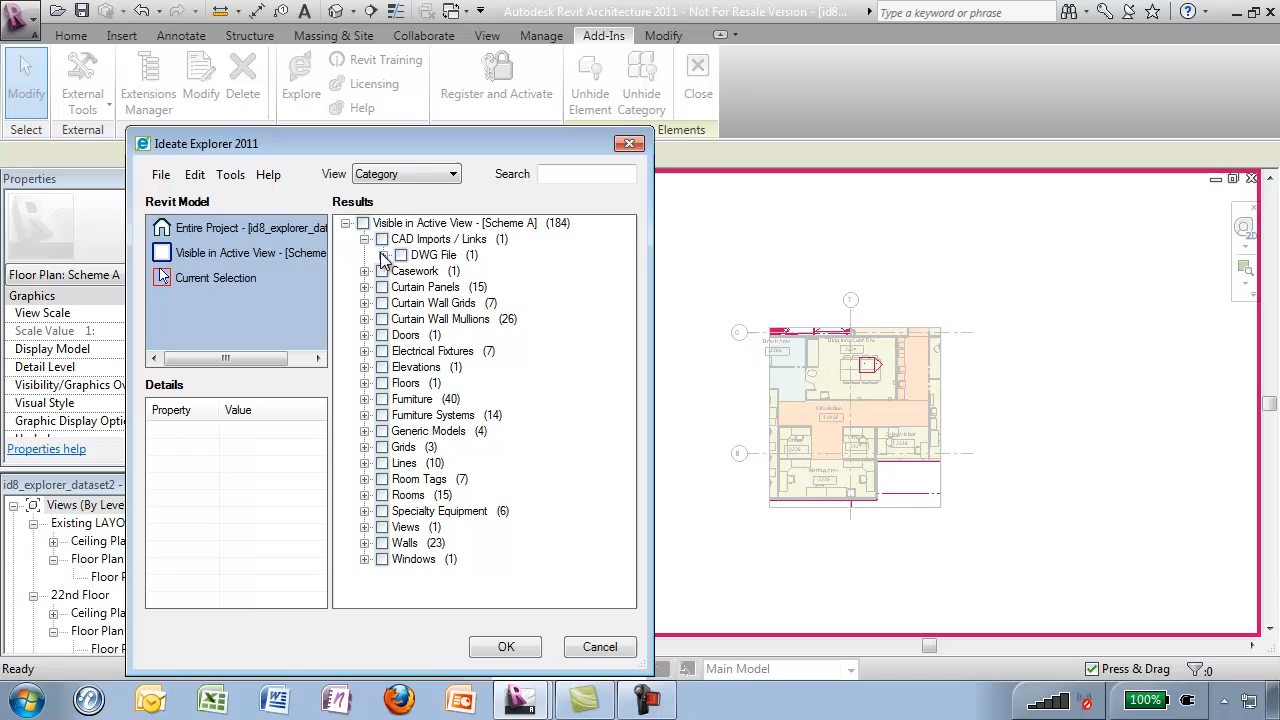 Autodesk Revit Architecture 2011 - Not For Resale Version - [id8...
Type a keyword or phrase
Home Insert Annotate Structure Massing & Site Collaborate View Manage Add-Ins Modify
Modify
External Tools
Extensions Manager
Modify
Delete
Explore
Revit Training
Licensing
Help
Register and Activate
Unhide Element
Unhide Category
Close
Select External Elements
Properties
Ideate Explorer 2011
File Edit Tools Help
View Category
Search
Revit Model
Entire Project - [id8_explorer_dat
Visible in Active View - [Scheme
Current Selection
Details
Property Value
Results
Visible in Active View - [Scheme A] (184)
CAD Imports / Links (1)
DWG File (1)
Casework (1)
Curtain Panels (15)
Curtain Wall Grids (7)
Curtain Wall Mullions (26)
Doors (1)
Electrical Fixtures (7)
Elevations (1)
Floors (1)
Furniture (40)
Furniture Systems (14)
Generic Models (4)
Grids (3)
Lines (10)
Room Tags (7)
Rooms (15)
Specialty Equipment (6)
Views (1)
Walls (23)
Windows (1)
OK Cancel
Floor Plan: Scheme A
Graphics
View Scale
Scale Value 1:
Display Model
Detail Level
Visibility/Graphics Ov
Visual Style
Graphic Display Optio
Properties help
id8_explorer_dataset2 -
Views (By Leve
Existing LAYO
Ceiling Plan
Floor Plan
Floor P
22nd Floor
Ceiling Plan
Floor Plan
Floor P
2D
Ready
Main Model
Press & Drag
:0
100%